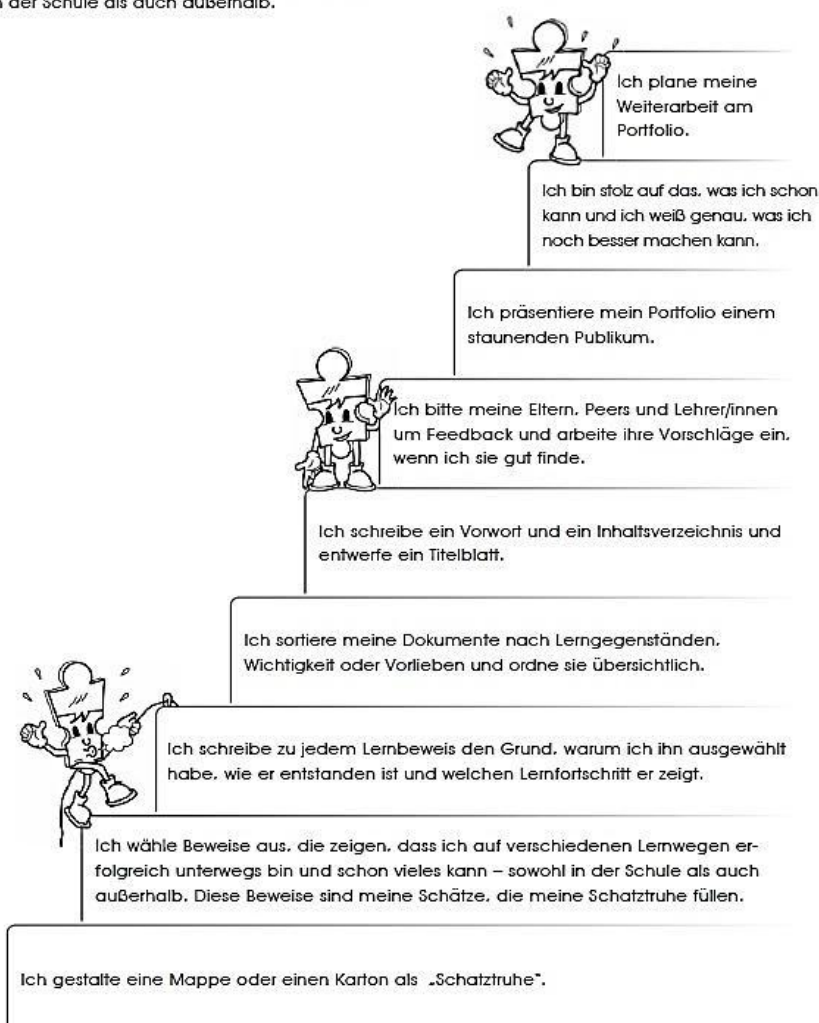 der Schule als auch außerhalb.
Ich plane meine
Weiterarbeit am
Portfolio.
Ich bin stolz auf das, was ich schon
kann und ich weiß genau, was ich
noch besser machen kann.
Ich präsentiere mein Portfolio einem
staunenden Publikum.
Ich bitte meine Eltern, Peers und Lehrer/innen
um Feedback und arbeite ihre Vorschläge ein,
wenn ich sie gut finde.
Ich schreibe ein Vorwort und ein Inhaltsverzeichnis und
entwerfe ein Titelblatt.
Ich sortiere meine Dokumente nach Lerngegenständen,
Wichtigkeit oder Vorlieben und ordne sie übersichtlich.
Ich schreibe zu jedem Lernbeweis den Grund, warum ich ihn ausgewählt
habe, wie er entstanden ist und welchen Lernfortschritt er zeigt.
Ich wähle Beweise aus, die zeigen, dass ich auf verschiedenen Lernwegen er-
folgreich unterwegs bin und schon vieles kann – sowohl in der Schule als auch
außerhalb. Diese Beweise sind meine Schätze, die meine Schatztruhe füllen.
Ich gestalte eine Mappe oder einen Karton als „Schatztruhe".